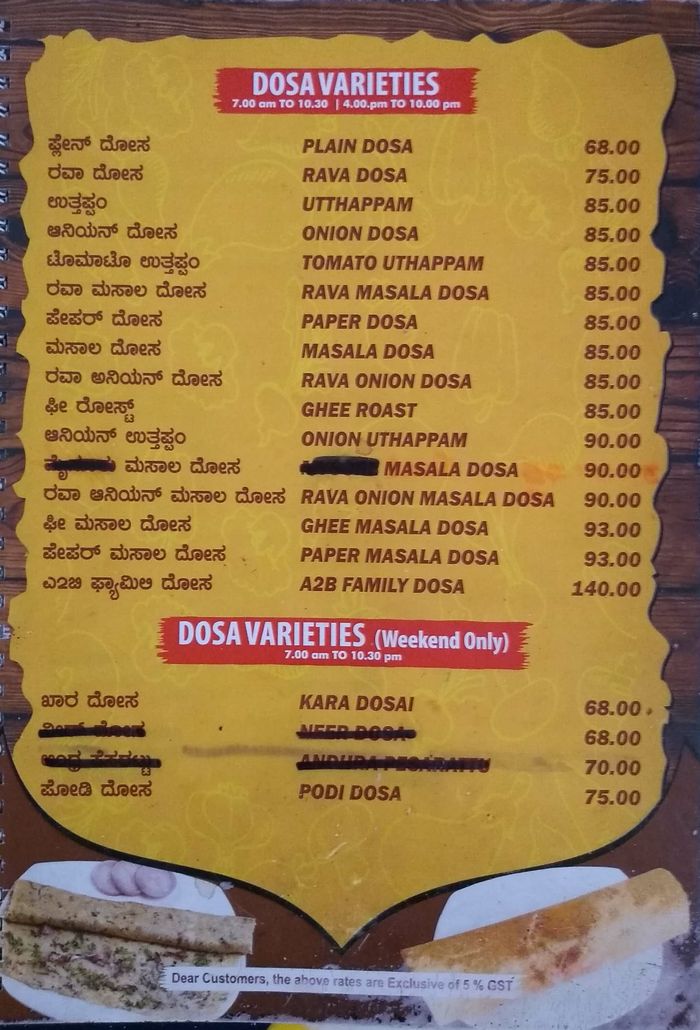 DOSA VARIETIES
7.00 am TO 10.30 | 4.00.pm TO 10.00 pm
ಪ್ಲೇನ್ ದೋಸ PLAIN DOSA 68.00
ರವಾ ದೋಸ RAVA DOSA 75.00
ಉತ್ತಪ್ಪಂ UTTHAPPAM 85.00
ಆನಿಯನ್ ದೋಸ ONION DOSA 85.00
ಟೊಮಾಟೊ ಉತ್ತಪ್ಪಂ TOMATO UTHAPPAM 85.00
ರವಾ ಮಸಾಲ ದೋಸ RAVA MASALA DOSA 85.00
ಪೇಪರ್ ದೋಸ PAPER DOSA 85.00
ಮಸಾಲ ದೋಸ MASALA DOSA 85.00
ರವಾ ಅನಿಯನ್ ದೋಸ RAVA ONION DOSA 85.00
ಘೀ ರೋಸ್ಟ್ GHEE ROAST 85.00
ಆನಿಯನ್ ಉತ್ತಪ್ಪಂ ONION UTHAPPAM 90.00
ಮಸಾಲ ದೋಸ MASALA DOSA 90.00
ರವಾ ಆನಿಯನ್ ಮಸಾಲ ದೋಸ RAVA ONION MASALA DOSA 90.00
ಘೀ ಮಸಾಲ ದೋಸ GHEE MASALA DOSA 93.00
ಪೇಪರ್ ಮಸಾಲ ದೋಸ PAPER MASALA DOSA 93.00
ಎ೨ಬಿ ಫ್ಯಾಮಿಲಿ ದೋಸ A2B FAMILY DOSA 140.00
DOSA VARIETIES (Weekend Only)
7.00 am TO 10.30 pm
ಖಾರ ದೋಸ KARA DOSAI 68.00
NEER DOSA 68.00
ANDHRA PESARATTU 70.00
ಪೋಡಿ ದೋಸ PODI DOSA 75.00
Dear Customers, the above rates are Exclusive of 5 % GST